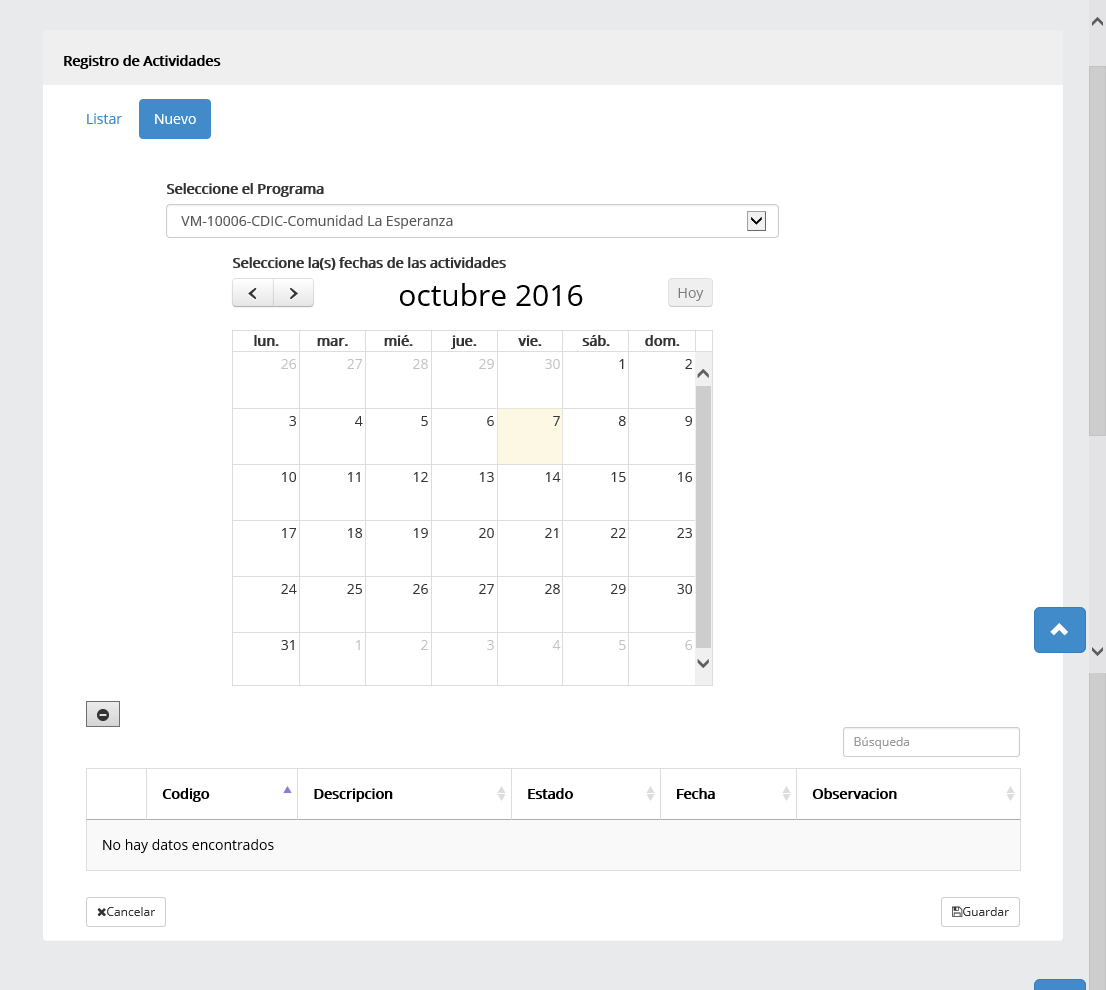 Registro de Actividades
Listar Nuevo
Seleccione el Programa
VM-10006-CDIC-Comunidad La Esperanza
Seleccione la(s) fechas de las actividades
octubre 2016 Hoy
lun. mar. mié. jue. vie. sáb. dom.
26 27 28 29 30 1 2
3 4 5 6 7 8 9
10 11 12 13 14 15 16
17 18 19 20 21 22 23
24 25 26 27 28 29 30
31 1 2 3 4 5 6
Búsqueda
Codigo Descripcion Estado Fecha Observacion
No hay datos encontrados
Cancelar Guardar